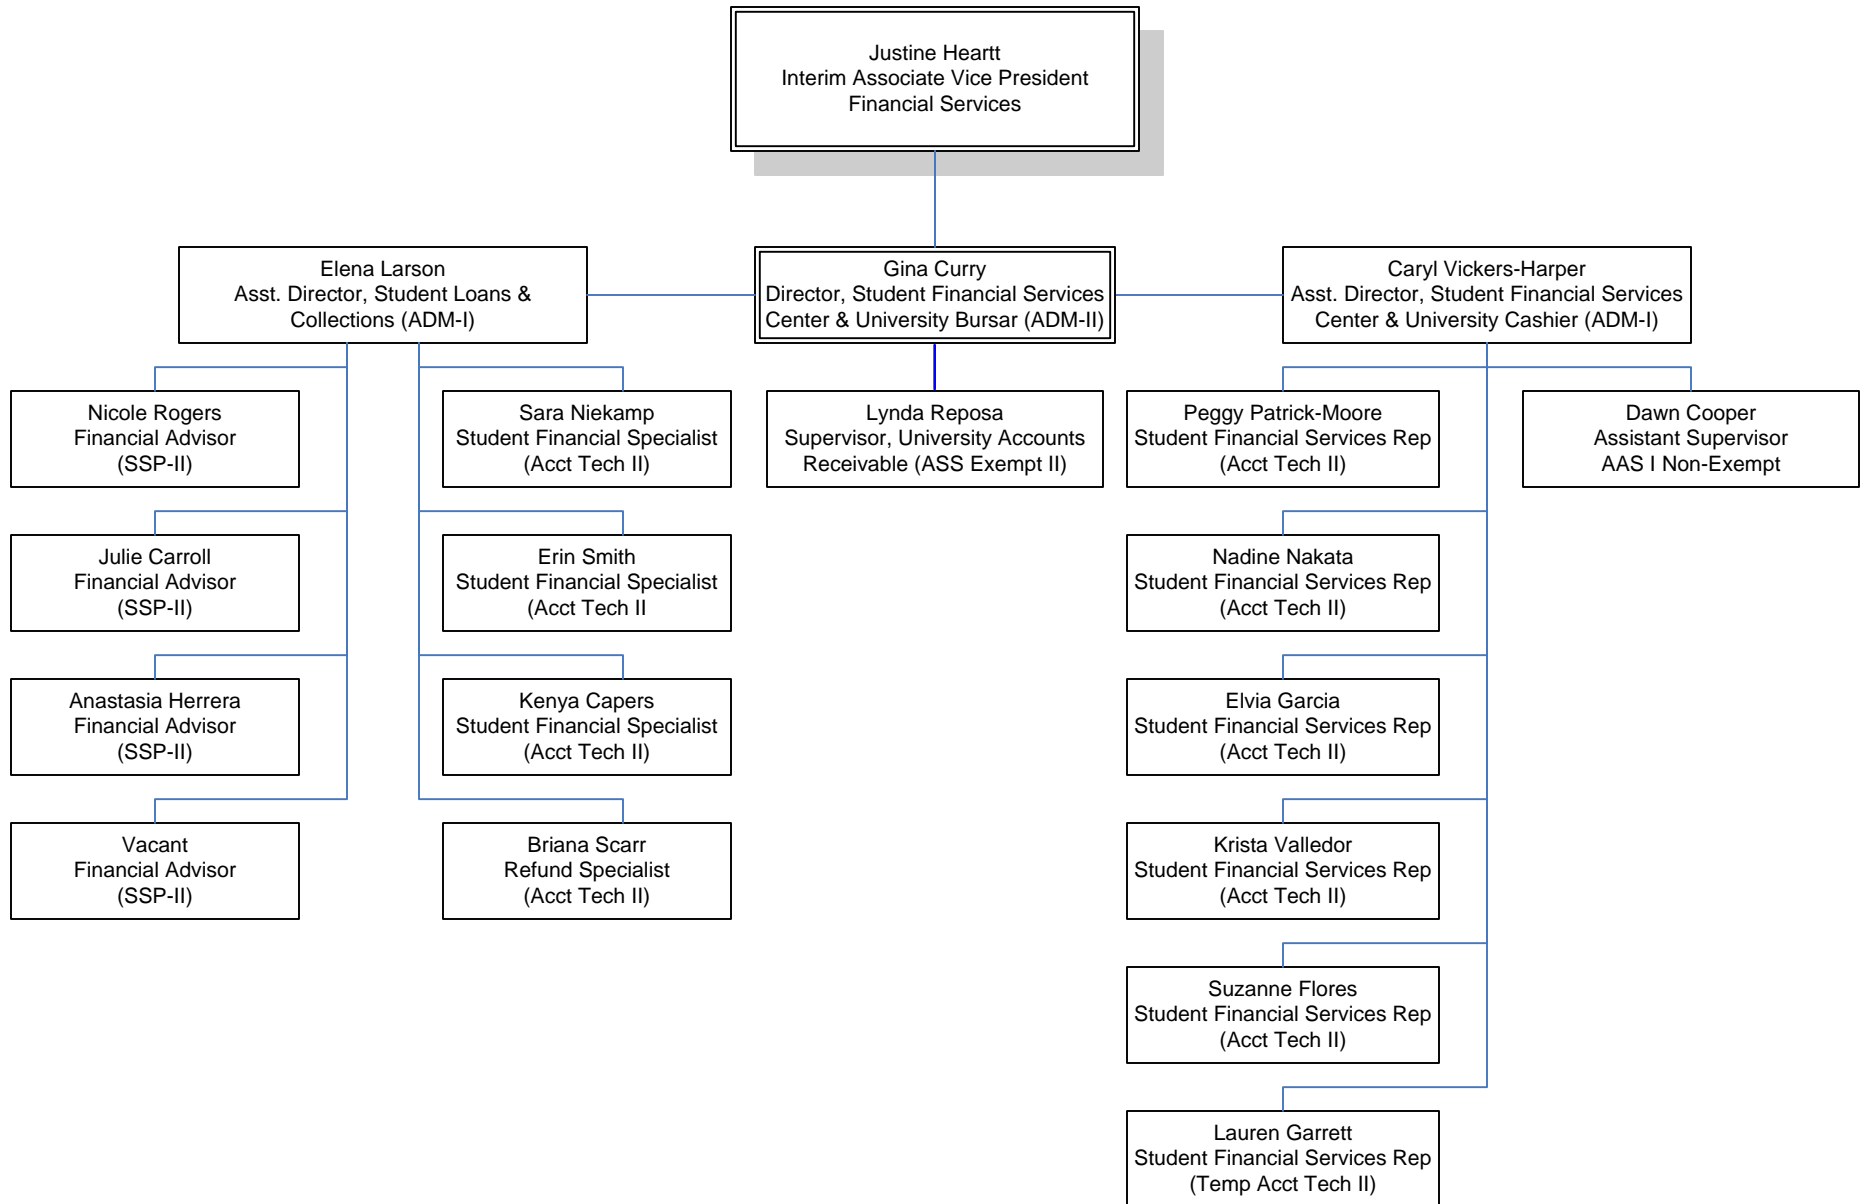 Justine Heartt
Interim Associate Vice President
Financial Services
Elena Larson
Asst. Director, Student Loans &
Collections (ADM-I)
Gina Curry
Director, Student Financial Services
Center & University Bursar (ADM-II)
Caryl Vickers-Harper
Asst. Director, Student Financial Services
Center & University Cashier (ADM-I)
Nicole Rogers
Financial Advisor
(SSP-II)
Sara Niekamp
Student Financial Specialist
(Acct Tech II)
Lynda Reposa
Supervisor, University Accounts
Receivable (ASS Exempt II)
Peggy Patrick-Moore
Student Financial Services Rep
(Acct Tech II)
Dawn Cooper
Assistant Supervisor
AAS I Non-Exempt
Julie Carroll
Financial Advisor
(SSP-II)
Erin Smith
Student Financial Specialist
(Acct Tech II
Nadine Nakata
Student Financial Services Rep
(Acct Tech II)
Anastasia Herrera
Financial Advisor
(SSP-II)
Kenya Capers
Student Financial Specialist
(Acct Tech II)
Elvia Garcia
Student Financial Services Rep
(Acct Tech II)
Vacant
Financial Advisor
(SSP-II)
Briana Scarr
Refund Specialist
(Acct Tech II)
Krista Valledor
Student Financial Services Rep
(Acct Tech II)
Suzanne Flores
Student Financial Services Rep
(Acct Tech II)
Lauren Garrett
Student Financial Services Rep
(Temp Acct Tech II)